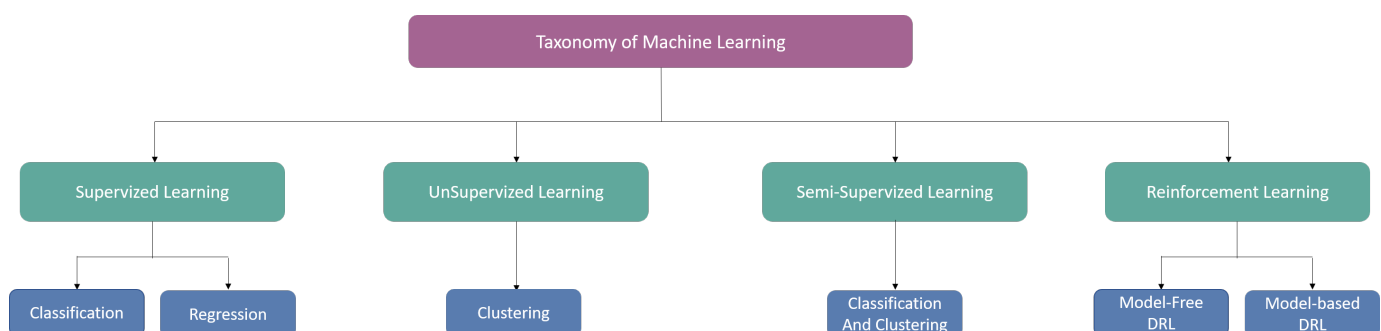 Taxonomy of Machine Learning
Supervized Learning
UnSupervized Learning
Semi-Supervized Learning
Reinforcement Learning
Classification
Regression
Clustering
Classification
And Clustering
Model-Free
DRL
Model-based
DRL